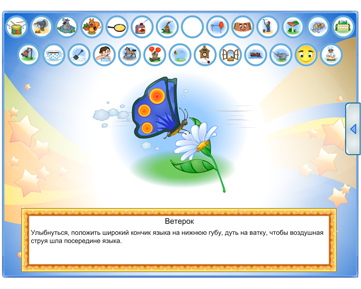 Ветерок
Улыбнуться, положить широкий кончик языка на нижнюю губу, дуть на ватку, чтобы воздушная
струя шла посередине языка.